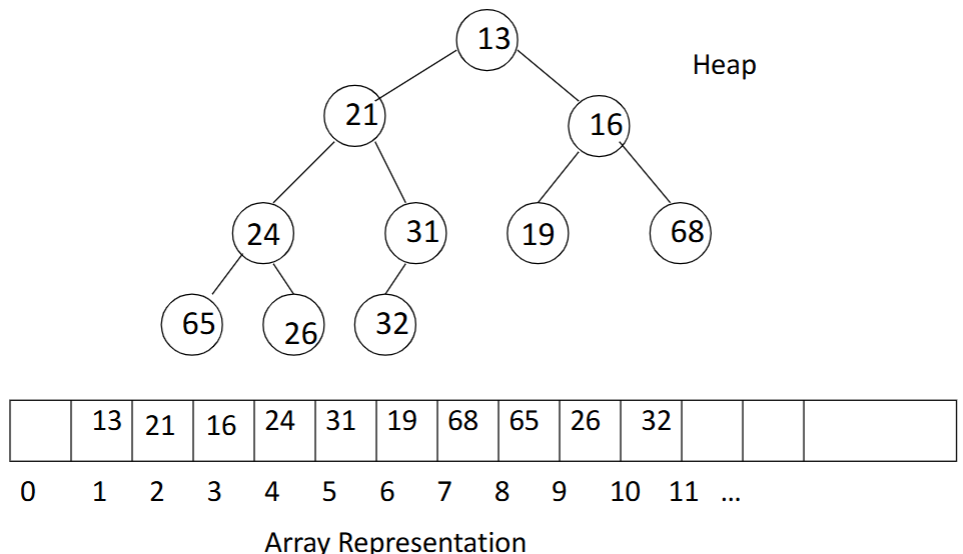 13
Heap
21
16
24 31 19 68
65 26 32
13 21 16 24 31 19 68 65 26 32
0 1 2 3 4 5 6 7 8 9 10 11 ...
Array Representation